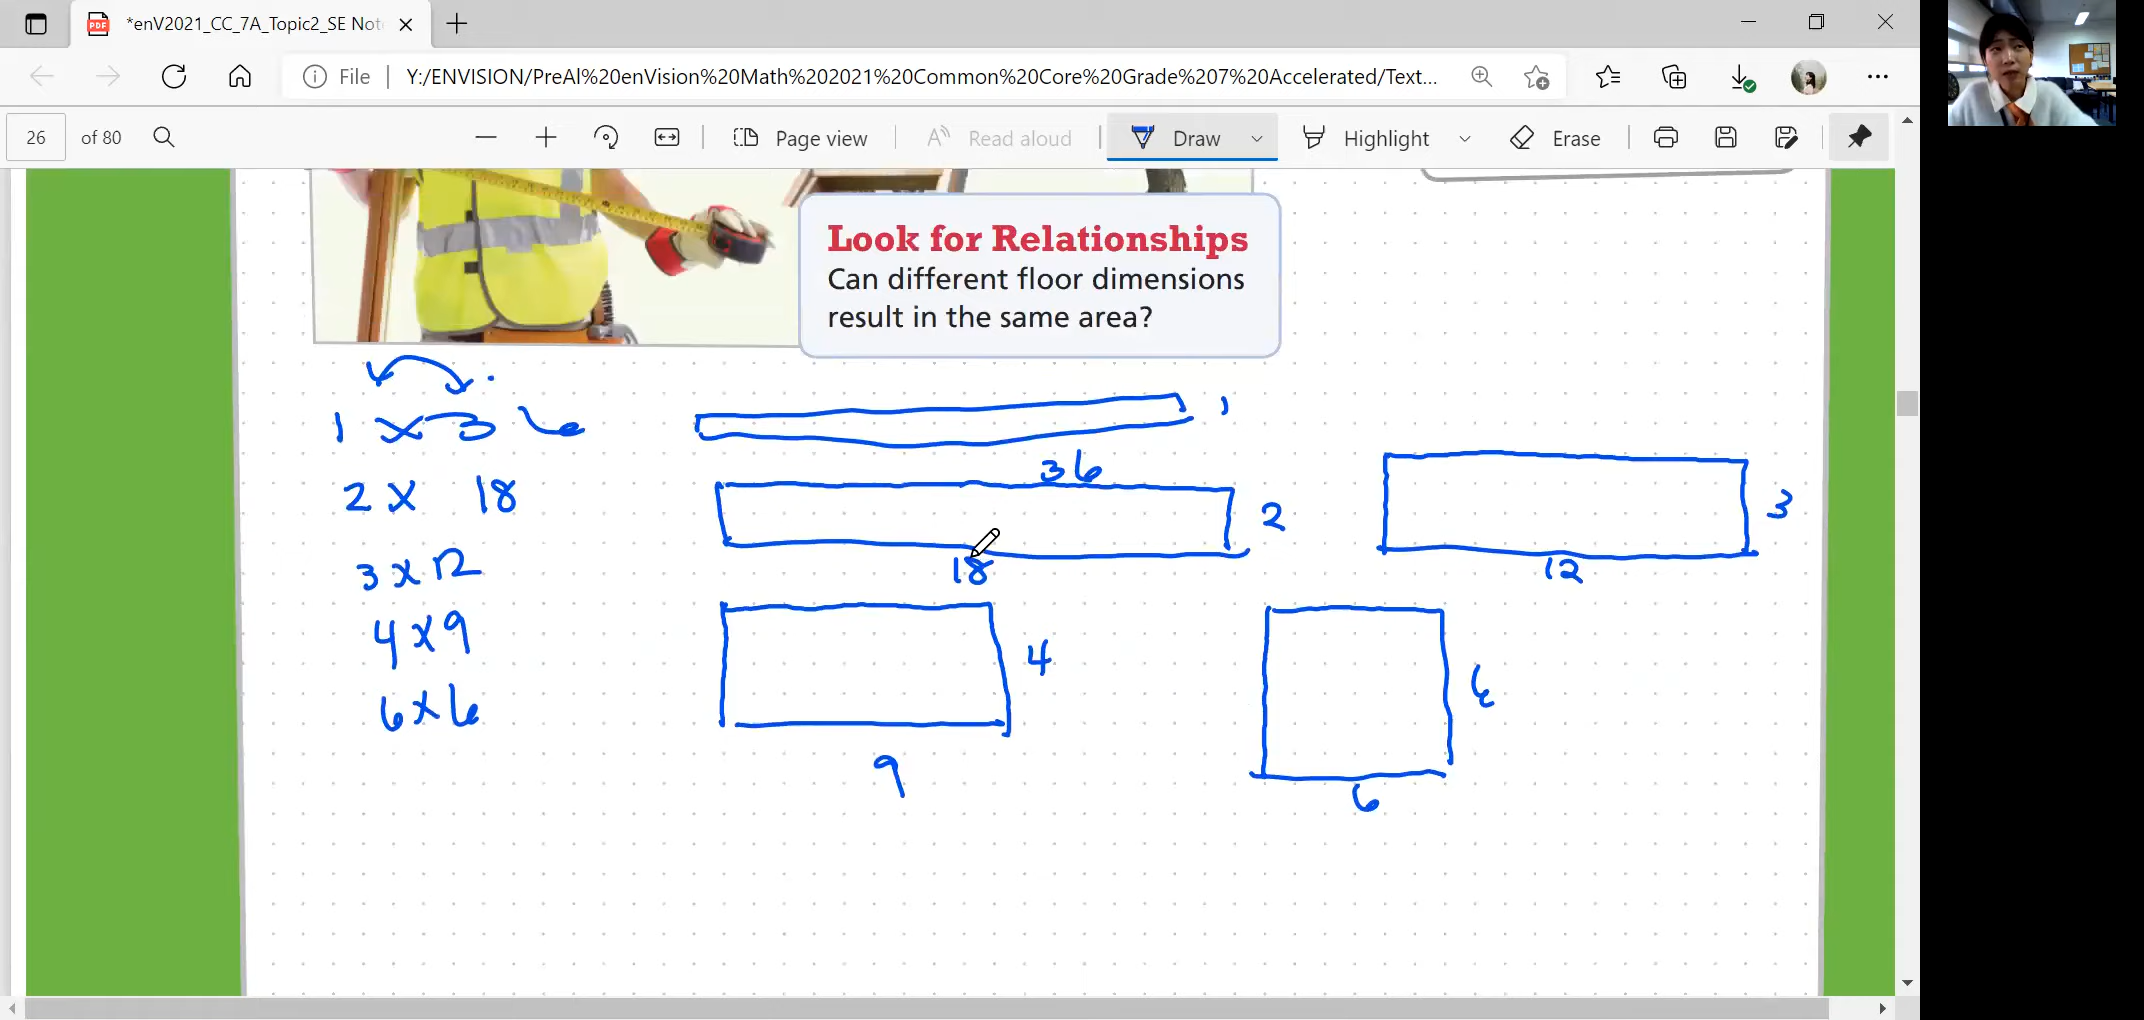 *enV2021_CC_7A_Topic2_SE Not
File
Y:/ENVISION/PreAl%20enVision%20Math%202021%20Common%20Core%20Grade%207%20Accelerated/Text...
26 of 80
Page view
Read aloud
Draw
Highlight
Erase
Look for Relationships
Can different floor dimensions
result in the same area?
1 x 36
2 x 18
3 x 12
4 x 9
6 x 6
1
36
2
18
3
12
4
9
6
6